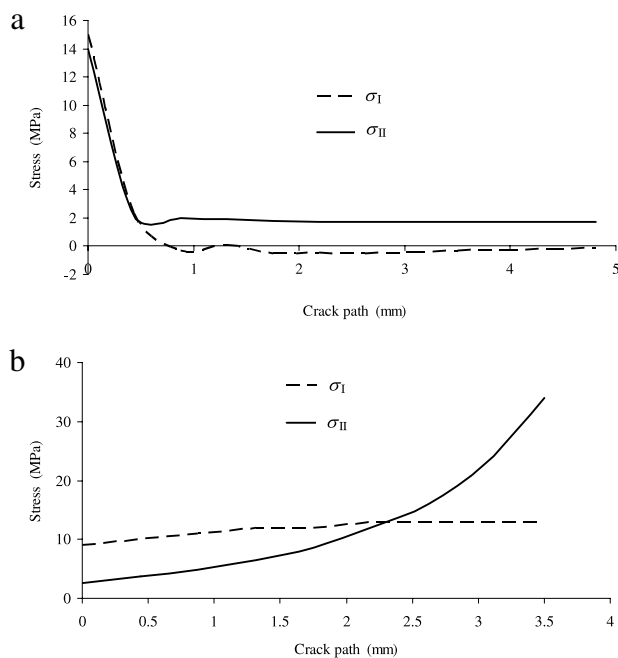 a
16
14
12
10
8
6
4
2
0
-2
Stress (MPa)
σI
σII
0 1 2 3 4 5
Crack path (mm)
b
40
30
20
10
0
Stress (MPa)
σI
σII
0 0.5 1 1.5 2 2.5 3 3.5 4
Crack path (mm)